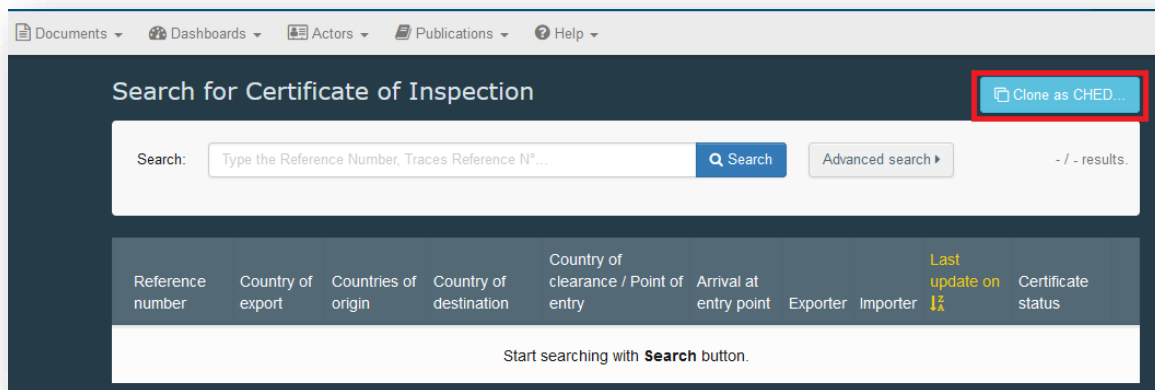 Documents Dashboards Actors Publications Help
Search for Certificate of Inspection
Clone as CHED...
Search: Type the Reference Number, Traces Reference N°... Search Advanced search - / - results.
Reference number
Country of export
Countries of origin
Country of destination
Country of clearance / Point of entry
Arrival at entry point
Exporter
Importer
Last update on
Certificate status
Start searching with Search button.